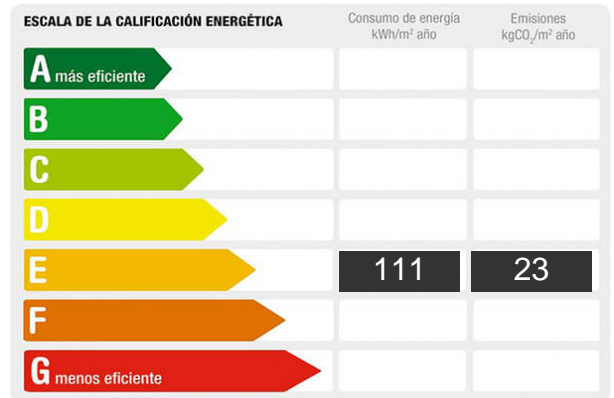 ESCALA DE LA CALIFICACIÓN ENERGÉTICA
Consumo de energía
kWh/m² año
Emisiones
kgCO₂/m² año
A más eficiente
B
C
D
E 111 23
F
G menos eficiente